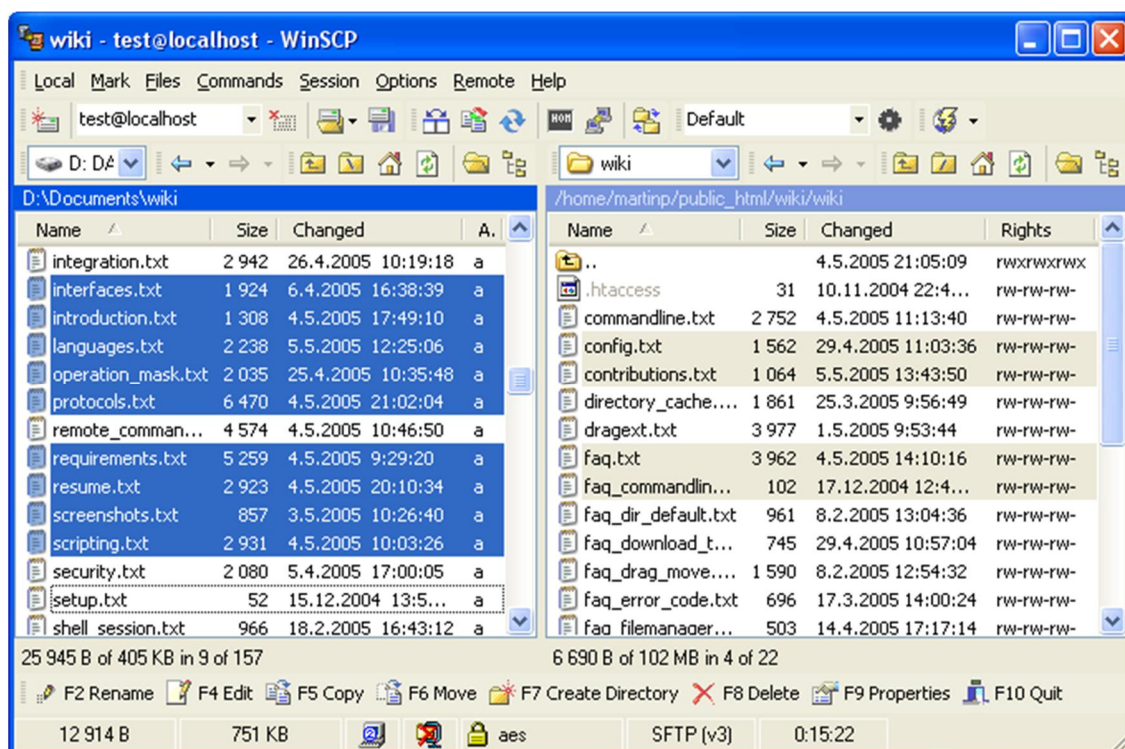 wiki - test@localhost - WinSCP
Local Mark Files Commands Session Options Remote Help
test@localhost Default
D: DA wiki
D:\Documents\wiki /home/martinp/public_html/wiki/wiki
Name Size Changed A. Name Size Changed Rights
integration.txt 2 942 26.4.2005 10:19:18 a .. 4.5.2005 21:05:09 rwxrwxrwx
interfaces.txt 1 924 6.4.2005 16:38:39 a .htaccess 31 10.11.2004 22:4... rw-rw-rw-
introduction.txt 1 308 4.5.2005 17:49:10 a commandline.txt 2 752 4.5.2005 11:13:40 rw-rw-rw-
languages.txt 2 238 5.5.2005 12:25:06 a config.txt 1 562 29.4.2005 11:03:36 rw-rw-rw-
operation_mask.txt 2 035 25.4.2005 10:35:48 a contributions.txt 1 064 5.5.2005 13:43:50 rw-rw-rw-
protocols.txt 6 470 4.5.2005 21:02:04 a directory_cache.... 1 861 25.3.2005 9:56:49 rw-rw-rw-
remote_comman... 4 574 4.5.2005 10:46:50 a dragext.txt 3 977 1.5.2005 9:53:44 rw-rw-rw-
requirements.txt 5 259 4.5.2005 9:29:20 a faq.txt 3 962 4.5.2005 14:10:16 rw-rw-rw-
resume.txt 2 923 4.5.2005 20:10:34 a faq_commandlin... 102 17.12.2004 12:4... rw-rw-rw-
screenshots.txt 857 3.5.2005 10:26:40 a faq_dir_default.txt 961 8.2.2005 13:04:36 rw-rw-rw-
scripting.txt 2 931 4.5.2005 10:03:26 a faq_download_t... 745 29.4.2005 10:57:04 rw-rw-rw-
security.txt 2 080 5.4.2005 17:00:05 a faq_drag_move.... 1 590 8.2.2005 12:54:32 rw-rw-rw-
setup.txt 52 15.12.2004 13:5... a faq_error_code.txt 696 17.3.2005 14:00:24 rw-rw-rw-
shell_session.txt 966 18.2.2005 16:43:12 a faq_filemanager... 503 14.4.2005 17:17:14 rw-rw-rw-
25 945 B of 405 KB in 9 of 157 6 690 B of 102 MB in 4 of 22
F2 Rename F4 Edit F5 Copy F6 Move F7 Create Directory F8 Delete F9 Properties F10 Quit
12 914 B 751 KB aes SFTP (v3) 0:15:22